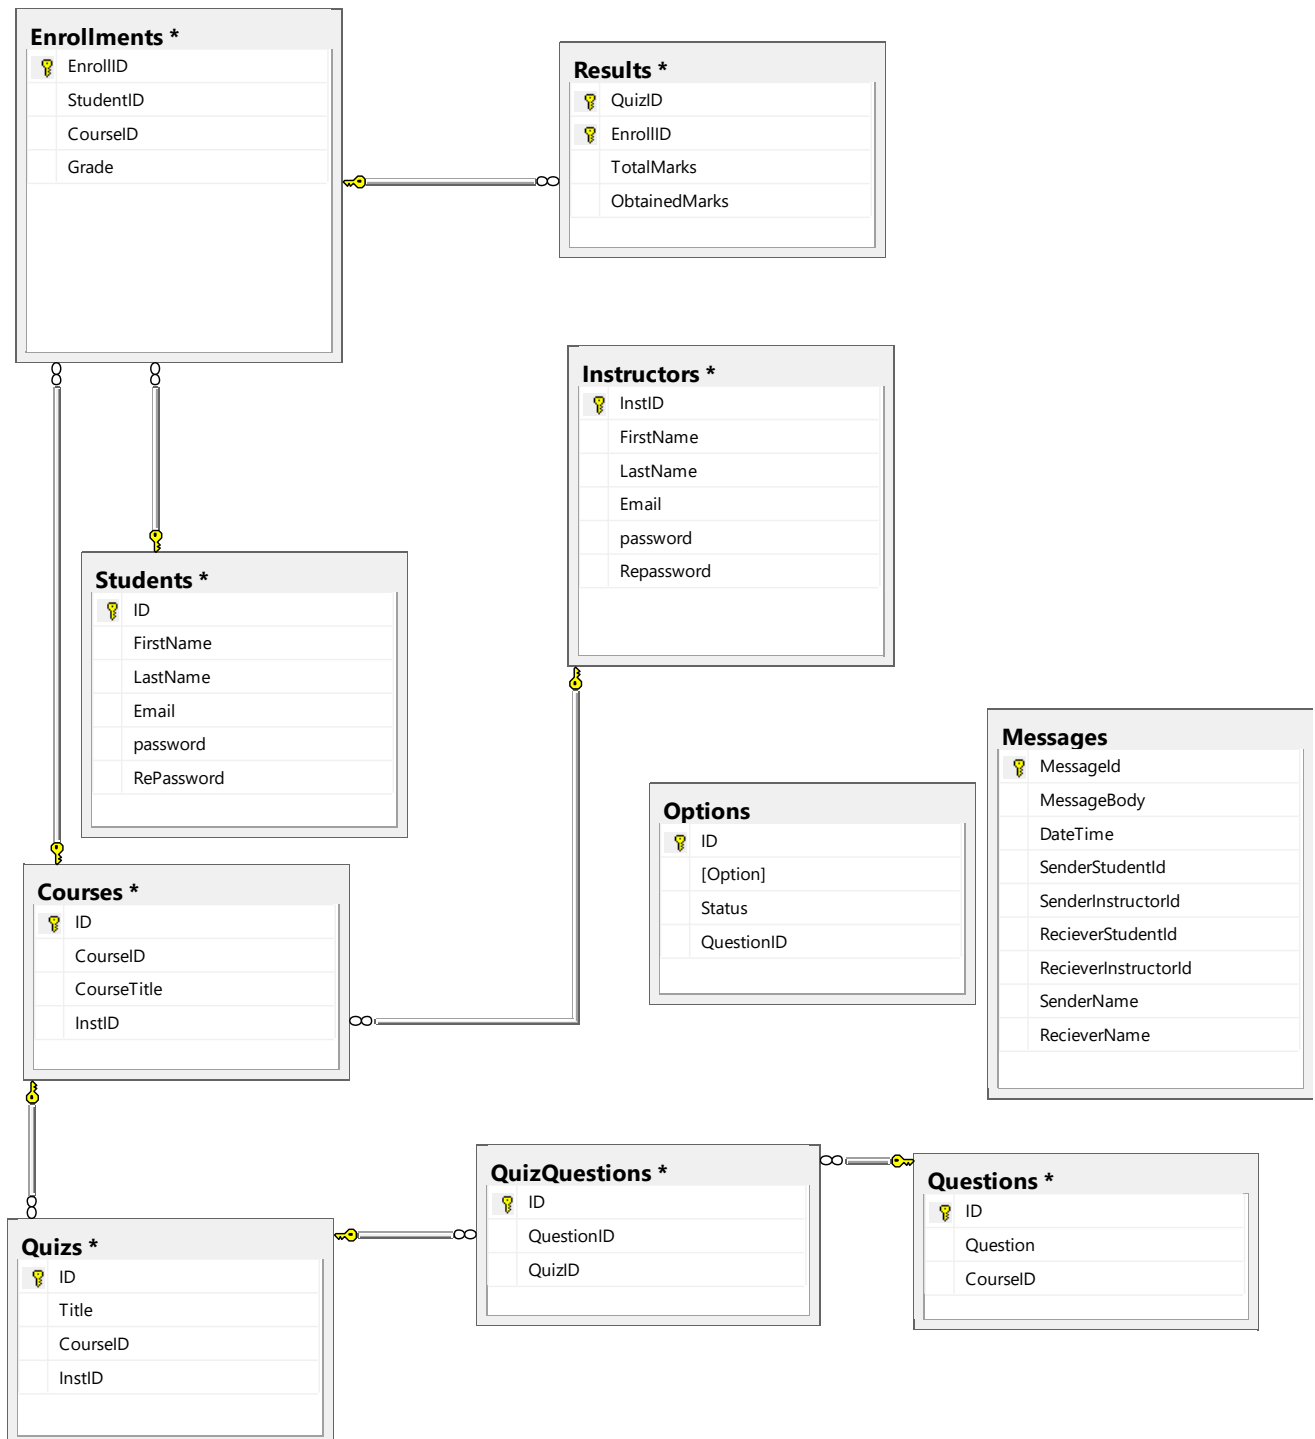 Enrollments *
EnrollID
StudentID
CourseID
Grade
Results *
QuizID
EnrollID
TotalMarks
ObtainedMarks
Instructors *
InstID
FirstName
LastName
Email
password
Repassword
Students *
ID
FirstName
LastName
Email
password
RePassword
Messages
MessageId
MessageBody
DateTime
SenderStudentId
SenderInstructorId
RecieverStudentId
RecieverInstructorId
SenderName
RecieverName
Options
ID
[Option]
Status
QuestionID
Courses *
ID
CourseID
CourseTitle
InstID
QuizQuestions *
ID
QuestionID
QuizID
Questions *
ID
Question
CourseID
Quizs *
ID
Title
CourseID
InstID